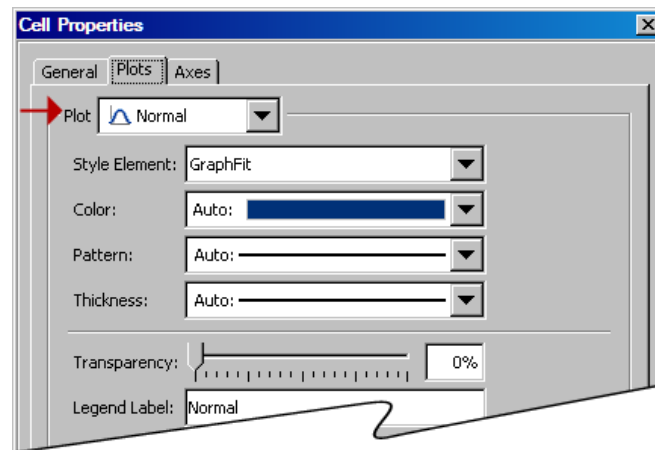 Cell Properties
General Plots Axes
Plot Normal
Style Element: GraphFit
Color: Auto:
Pattern: Auto:
Thickness: Auto:
Transparency: 0%
Legend Label: Normal